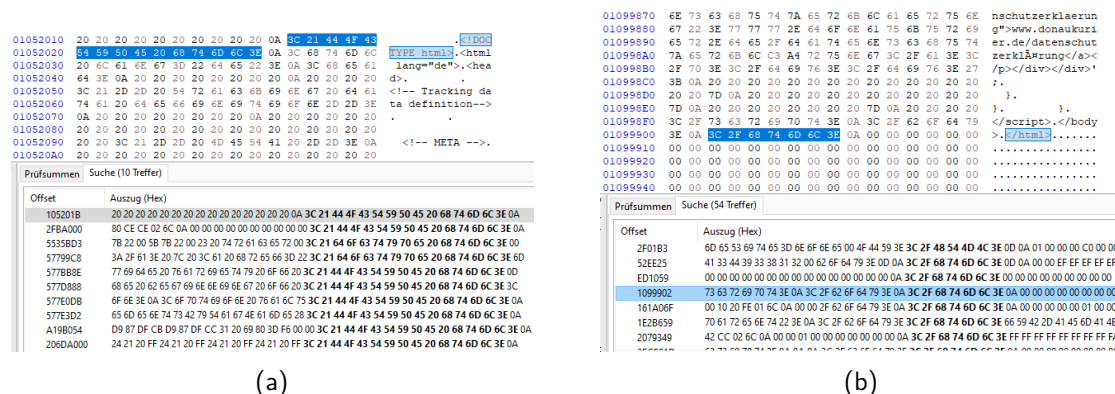 01052010 20 20 20 20 20 20 20 20 20 0A 3C 21 44 4F 43 .<!DOC
01052020 54 59 50 45 20 68 74 6D 6C 3E 0A 3C 68 74 6D 6C TYPE html>.<html
01052030 20 6C 61 6E 67 3D 22 64 65 22 3E 0A 3C 68 65 61 lang="de">.<hea
01052040 64 3E 0A 20 20 20 20 20 20 20 20 0A 20 20 20 20 d>. .
01052050 3C 21 2D 2D 20 54 72 61 63 6B 69 6E 67 20 64 61 <!-- Tracking da
01052060 74 61 20 64 65 66 69 6E 69 74 69 6F 6E 2D 2D 3E ta definition-->
01052070 0A 20 20 20 20 20 20 20 20 0A 20 20 20 20 20 20 . .
01052080 20 20 20 20 20 20 20 20 20 20 20 20 20 20 20 20
01052090 20 20 3C 21 2D 2D 20 4D 45 54 41 20 2D 2D 3E 0A <!-- META -->.
010520A0 20 20 20 20 20 20 20 20 20 20 20 20 20 20 20 20
Prüfsummen Suche (10 Treffer)
Offset Auszug (Hex)
105201B 20 20 20 20 20 20 20 20 20 20 20 20 20 20 20 0A 3C 21 44 4F 43 54 59 50 45 20 68 74 6D 6C 3E 0A
2FBA000 80 CE CE 02 6C 0A 00 00 00 00 00 00 00 00 00 00 3C 21 44 4F 43 54 59 50 45 20 68 74 6D 6C 3E 0A
5535BD3 7B 22 00 5B 7B 22 00 23 20 74 72 61 63 65 72 00 3C 21 64 6F 63 74 79 70 65 20 68 74 6D 6C 3E 00
57799C8 3A 2F 61 3E 20 7C 20 3C 61 20 68 72 65 66 3D 22 3C 21 64 6F 63 74 79 70 65 20 68 74 6D 6C 3E 6D
577BB8E 77 69 64 65 20 76 61 72 69 65 74 79 20 6F 66 20 3C 21 44 4F 43 54 59 50 45 20 68 74 6D 6C 3E 0D
577D888 68 65 20 62 65 67 69 6E 6E 69 6E 67 20 6F 66 20 3C 21 44 4F 43 54 59 50 45 20 68 74 6D 6C 3E 3C
577E0DB 6F 6E 3E 0A 3C 6F 70 74 69 6F 6E 20 76 61 6C 75 3C 21 44 4F 43 54 59 50 45 20 68 74 6D 6C 3E 0A
577E3D2 65 6D 65 6E 74 73 42 79 54 61 67 4E 61 6D 65 28 3C 21 44 4F 43 54 59 50 45 20 68 74 6D 6C 3E 0A
A19B054 D9 87 DF CB D9 87 DF CC 31 20 69 80 3D F6 00 00 3C 21 44 4F 43 54 59 50 45 20 68 74 6D 6C 3E 0A
206DA000 24 21 20 FF 24 21 20 FF 24 21 20 FF 24 21 20 FF 3C 21 44 4F 43 54 59 50 45 20 68 74 6D 6C 3E 0A
(a)
01099870 6E 73 63 68 75 74 7A 65 72 6B 6C 61 65 72 75 6E nschutzerklaerun
01099880 67 22 3E 77 77 77 2E 64 6F 6E 61 75 6B 75 72 69 g">www.donaukuri
01099890 65 72 2E 64 65 2F 64 61 74 65 6E 73 63 68 75 74 er.de/datenschut
010998A0 7A 65 72 6B 6C C3 A4 72 75 6E 67 3C 2F 61 3E 3C zerklÃ¤rung</a><
010998B0 2F 70 3E 3C 2F 64 69 76 3E 3C 2F 64 69 76 3E 27 /p></div></div>'
010998C0 3B 0A 20 20 20 20 20 20 20 20 20 20 20 20 20 20 ;.
010998D0 20 20 7D 0A 20 20 20 20 20 20 20 20 20 20 20 20 }.
010998E0 7D 0A 20 20 20 20 20 20 20 20 7D 0A 20 20 20 20 }. }.
010998F0 3C 2F 73 63 72 69 70 74 3E 0A 3C 2F 62 6F 64 79 </script>.</body
01099900 3E 0A 3C 2F 68 74 6D 6C 3E 0A 00 00 00 00 00 00 >.</html>.......
01099910 00 00 00 00 00 00 00 00 00 00 00 00 00 00 00 00 ................
01099920 00 00 00 00 00 00 00 00 00 00 00 00 00 00 00 00 ................
01099930 00 00 00 00 00 00 00 00 00 00 00 00 00 00 00 00 ................
01099940 00 00 00 00 00 00 00 00 00 00 00 00 00 00 00 00 ................
Prüfsummen Suche (54 Treffer)
Offset Auszug (Hex)
2F01B3 6D 65 53 69 74 65 3D 6E 6F 6E 65 00 4F 44 59 3E 3C 2F 48 54 4D 4C 3E 0D 0A 01 00 00 00 C0 00 00
52EE25 41 33 44 39 33 38 31 32 00 62 6F 64 79 3E 0D 0A 3C 2F 68 74 6D 6C 3E 0D 0A 00 00 EF EF EF EF
ED1059 00 00 00 00 00 00 00 00 00 00 00 00 00 00 00 0A 3C 2F 68 74 6D 6C 3E 00 00 00 00 00 00 00 00
1099902 73 63 72 69 70 74 3E 0A 3C 2F 62 6F 64 79 3E 0A 3C 2F 68 74 6D 6C 3E 0A 00 00 00 00 00 00 00 00
161A06F 00 10 20 FE 01 6C 0A 00 00 2F 62 6F 64 79 3E 0A 3C 2F 68 74 6D 6C 3E 0A 00 00 00 00 00 01 00 00
1E2B659 70 61 72 65 6E 74 22 3E 0A 3C 2F 62 6F 64 79 3E 3C 2F 68 74 6D 6C 3E 66 59 42 2D 41 45 6D 41 4E
2079349 42 CC 02 6C 0A 00 00 01 00 00 00 00 00 00 00 0A 3C 2F 68 74 6D 6C 3E FF FF FF FF FF FF FF FA
(b)